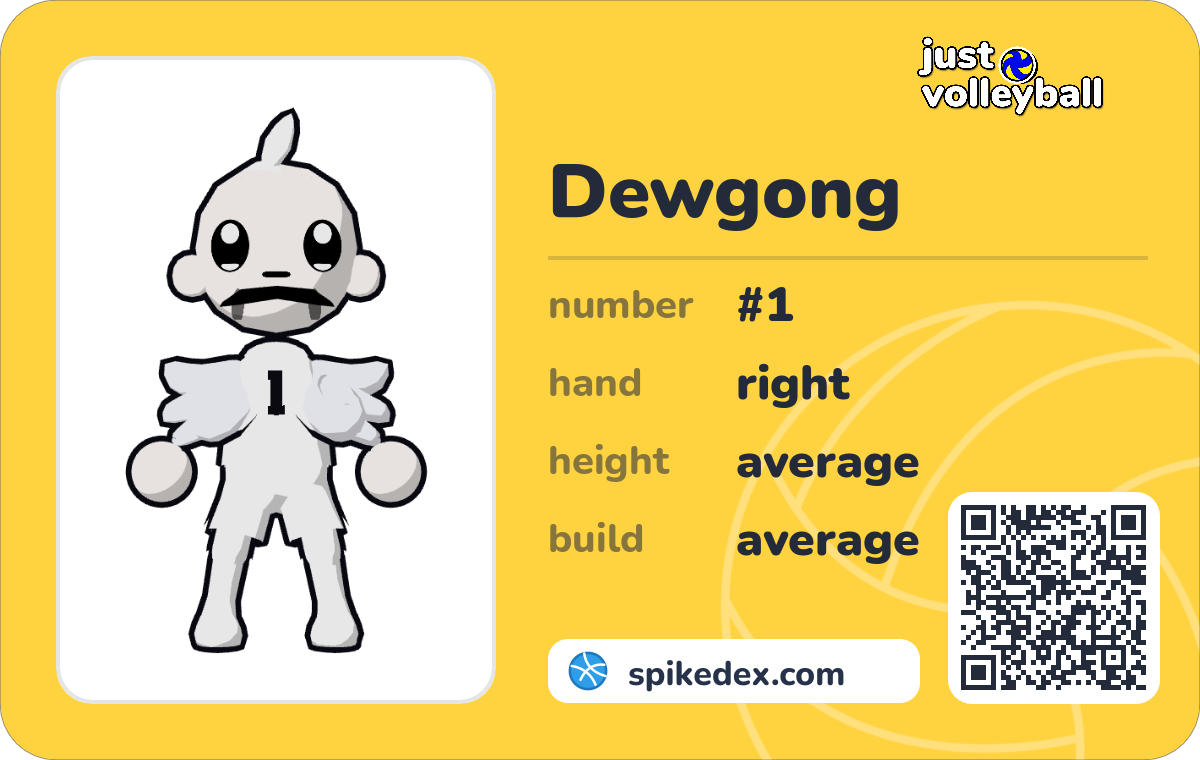 just
volleyball
Dewgong
number #1
hand right
height average
build average
1
spikedex.com